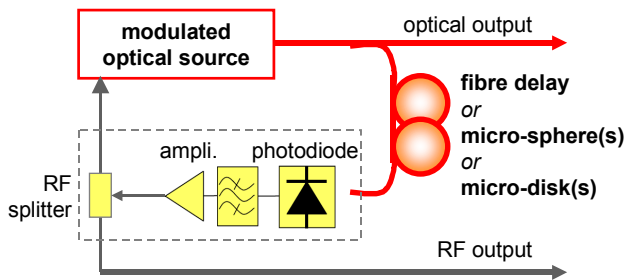 modulated
optical source
optical output
fibre delay
or
micro-sphere(s)
or
micro-disk(s)
ampli.
photodiode
RF
splitter
RF output